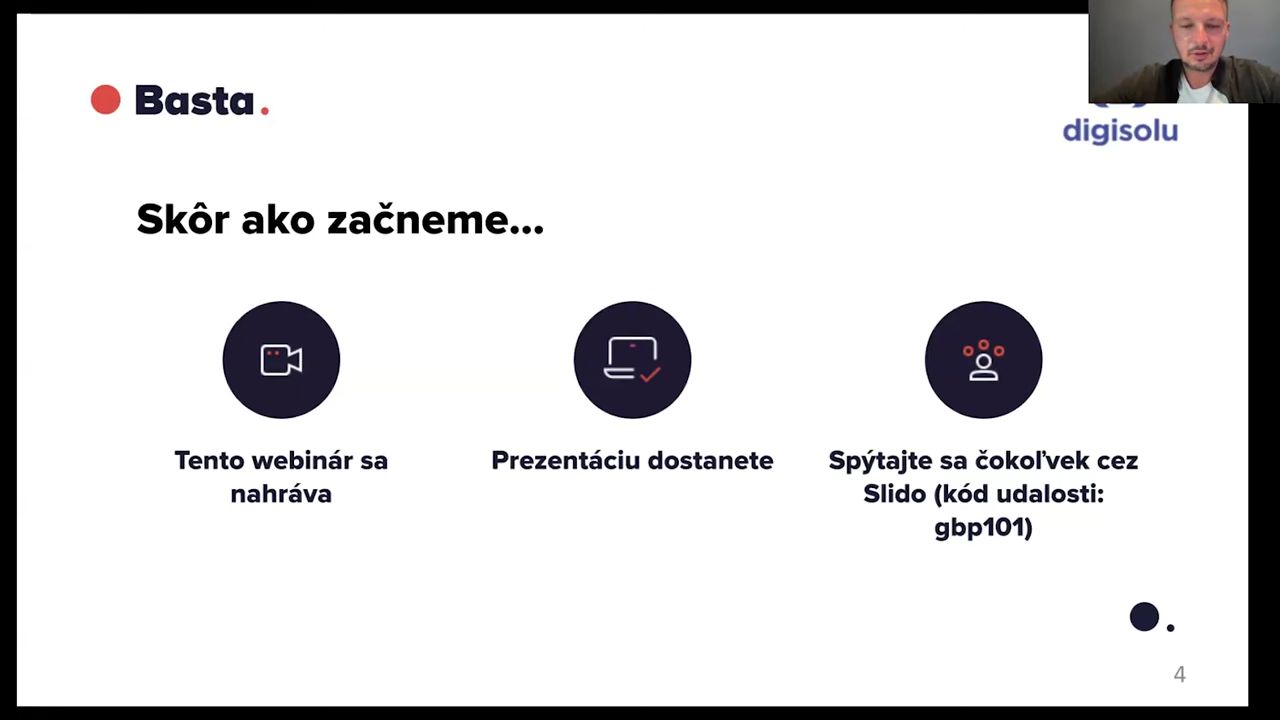 Basta.
digisolu
Skôr ako začneme...
Tento webinár sa
nahráva
Prezentáciu dostanete
Spýtajte sa čokoľvek cez
Slido (kód udalosti:
gbp101)
4